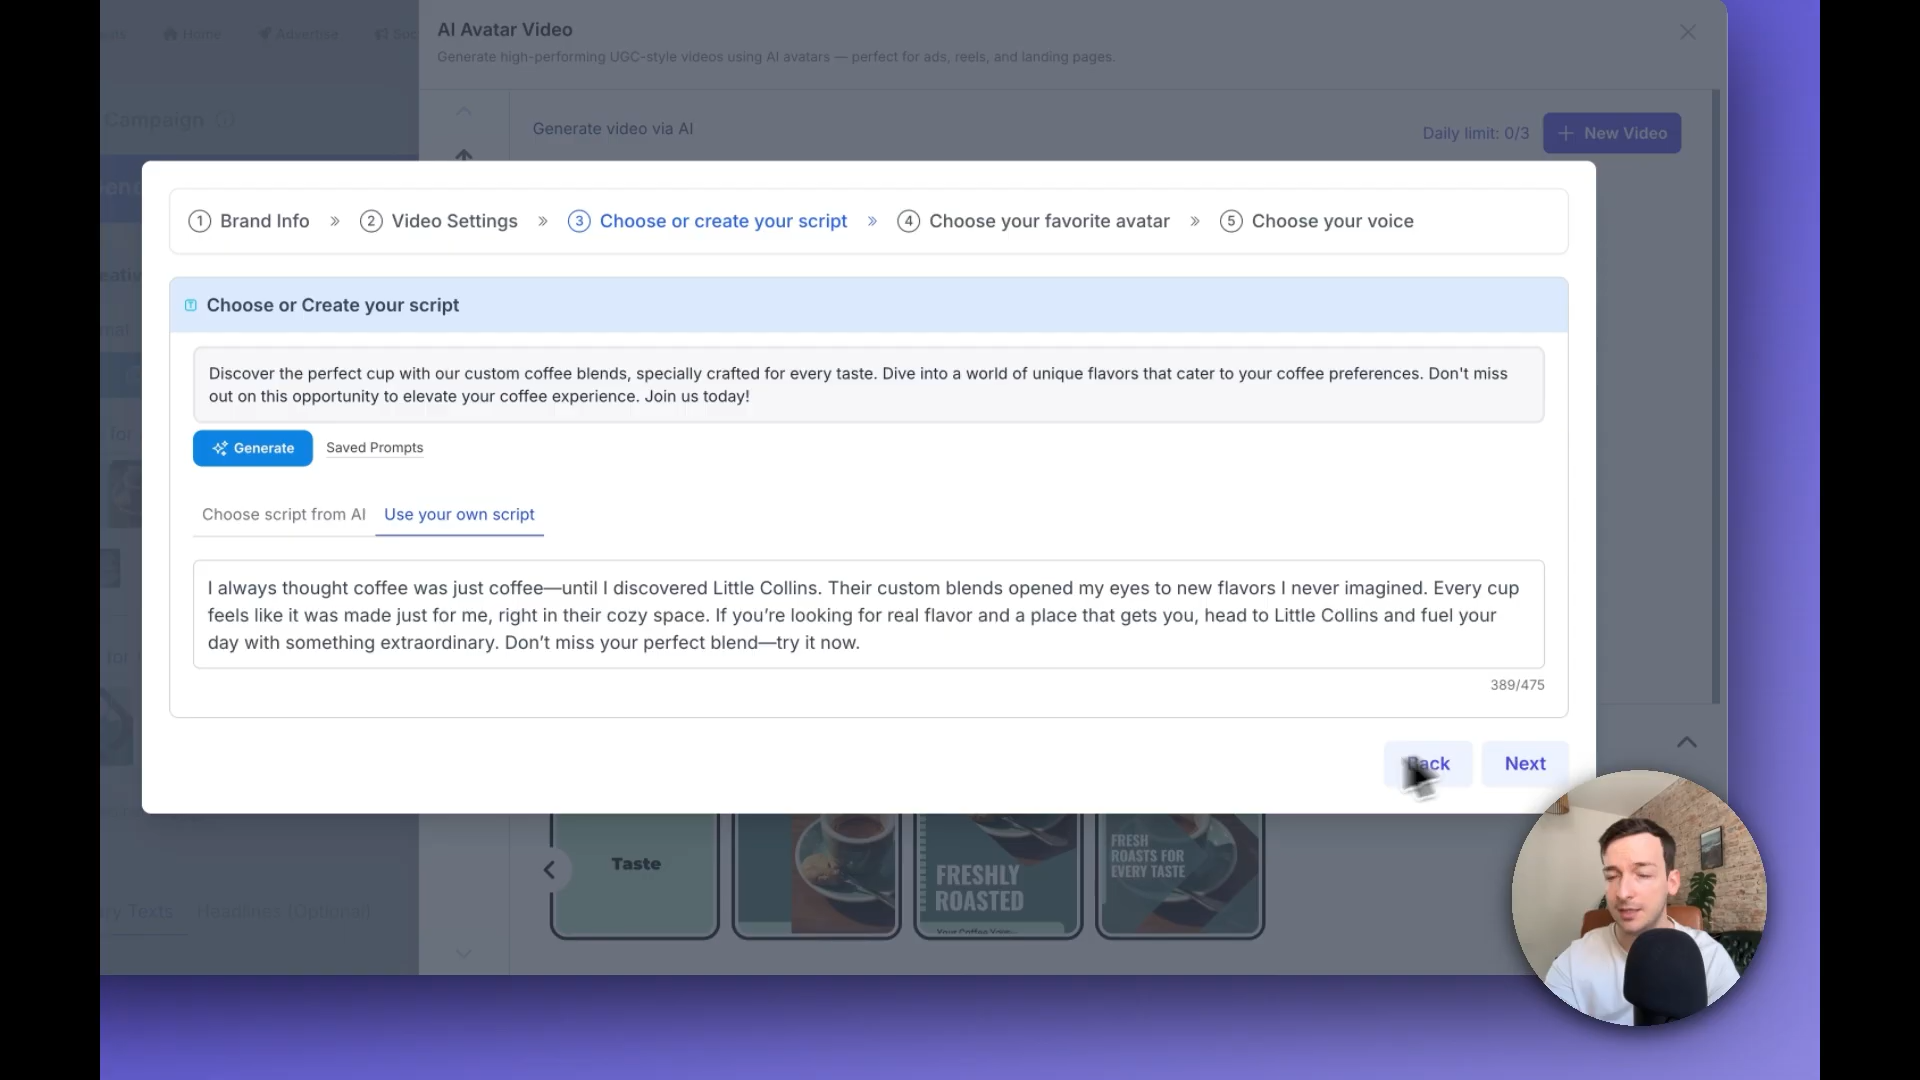 Home
Advertise
AI Avatar Video
Generate high-performing UGC-style videos using AI avatars — perfect for ads, reels, and landing pages.
Campaign
Generate video via AI
Daily limit: 0/3
+ New Video
1 Brand Info » 2 Video Settings » 3 Choose or create your script » 4 Choose your favorite avatar » 5 Choose your voice
Choose or Create your script
Discover the perfect cup with our custom coffee blends, specially crafted for every taste. Dive into a world of unique flavors that cater to your coffee preferences. Don't miss
out on this opportunity to elevate your coffee experience. Join us today!
Generate
Saved Prompts
Choose script from AI
Use your own script
I always thought coffee was just coffee—until I discovered Little Collins. Their custom blends opened my eyes to new flavors I never imagined. Every cup
feels like it was made just for me, right in their cozy space. If you’re looking for real flavor and a place that gets you, head to Little Collins and fuel your
day with something extraordinary. Don’t miss your perfect blend—try it now.
389/475
Back
Next
Taste
FRESHLY
ROASTED
FRESH
ROASTS FOR
EVERY TASTE
Texts
Headlines (Optional)